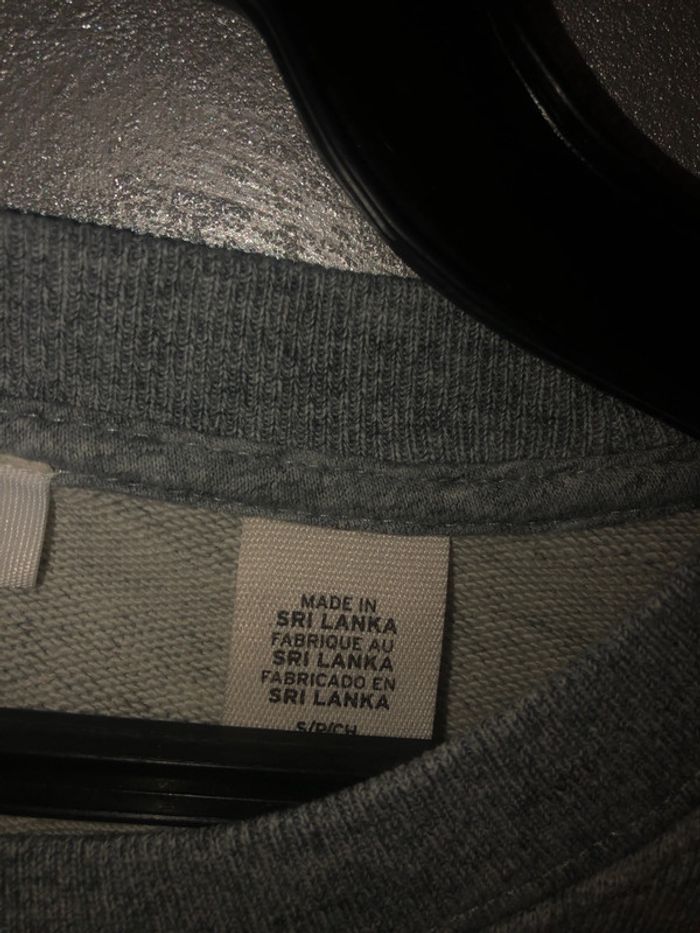 MADE IN
SRI LANKA
FABRIQUE AU
SRI LANKA
FABRICADO EN
SRI LANKA
S/P/CH